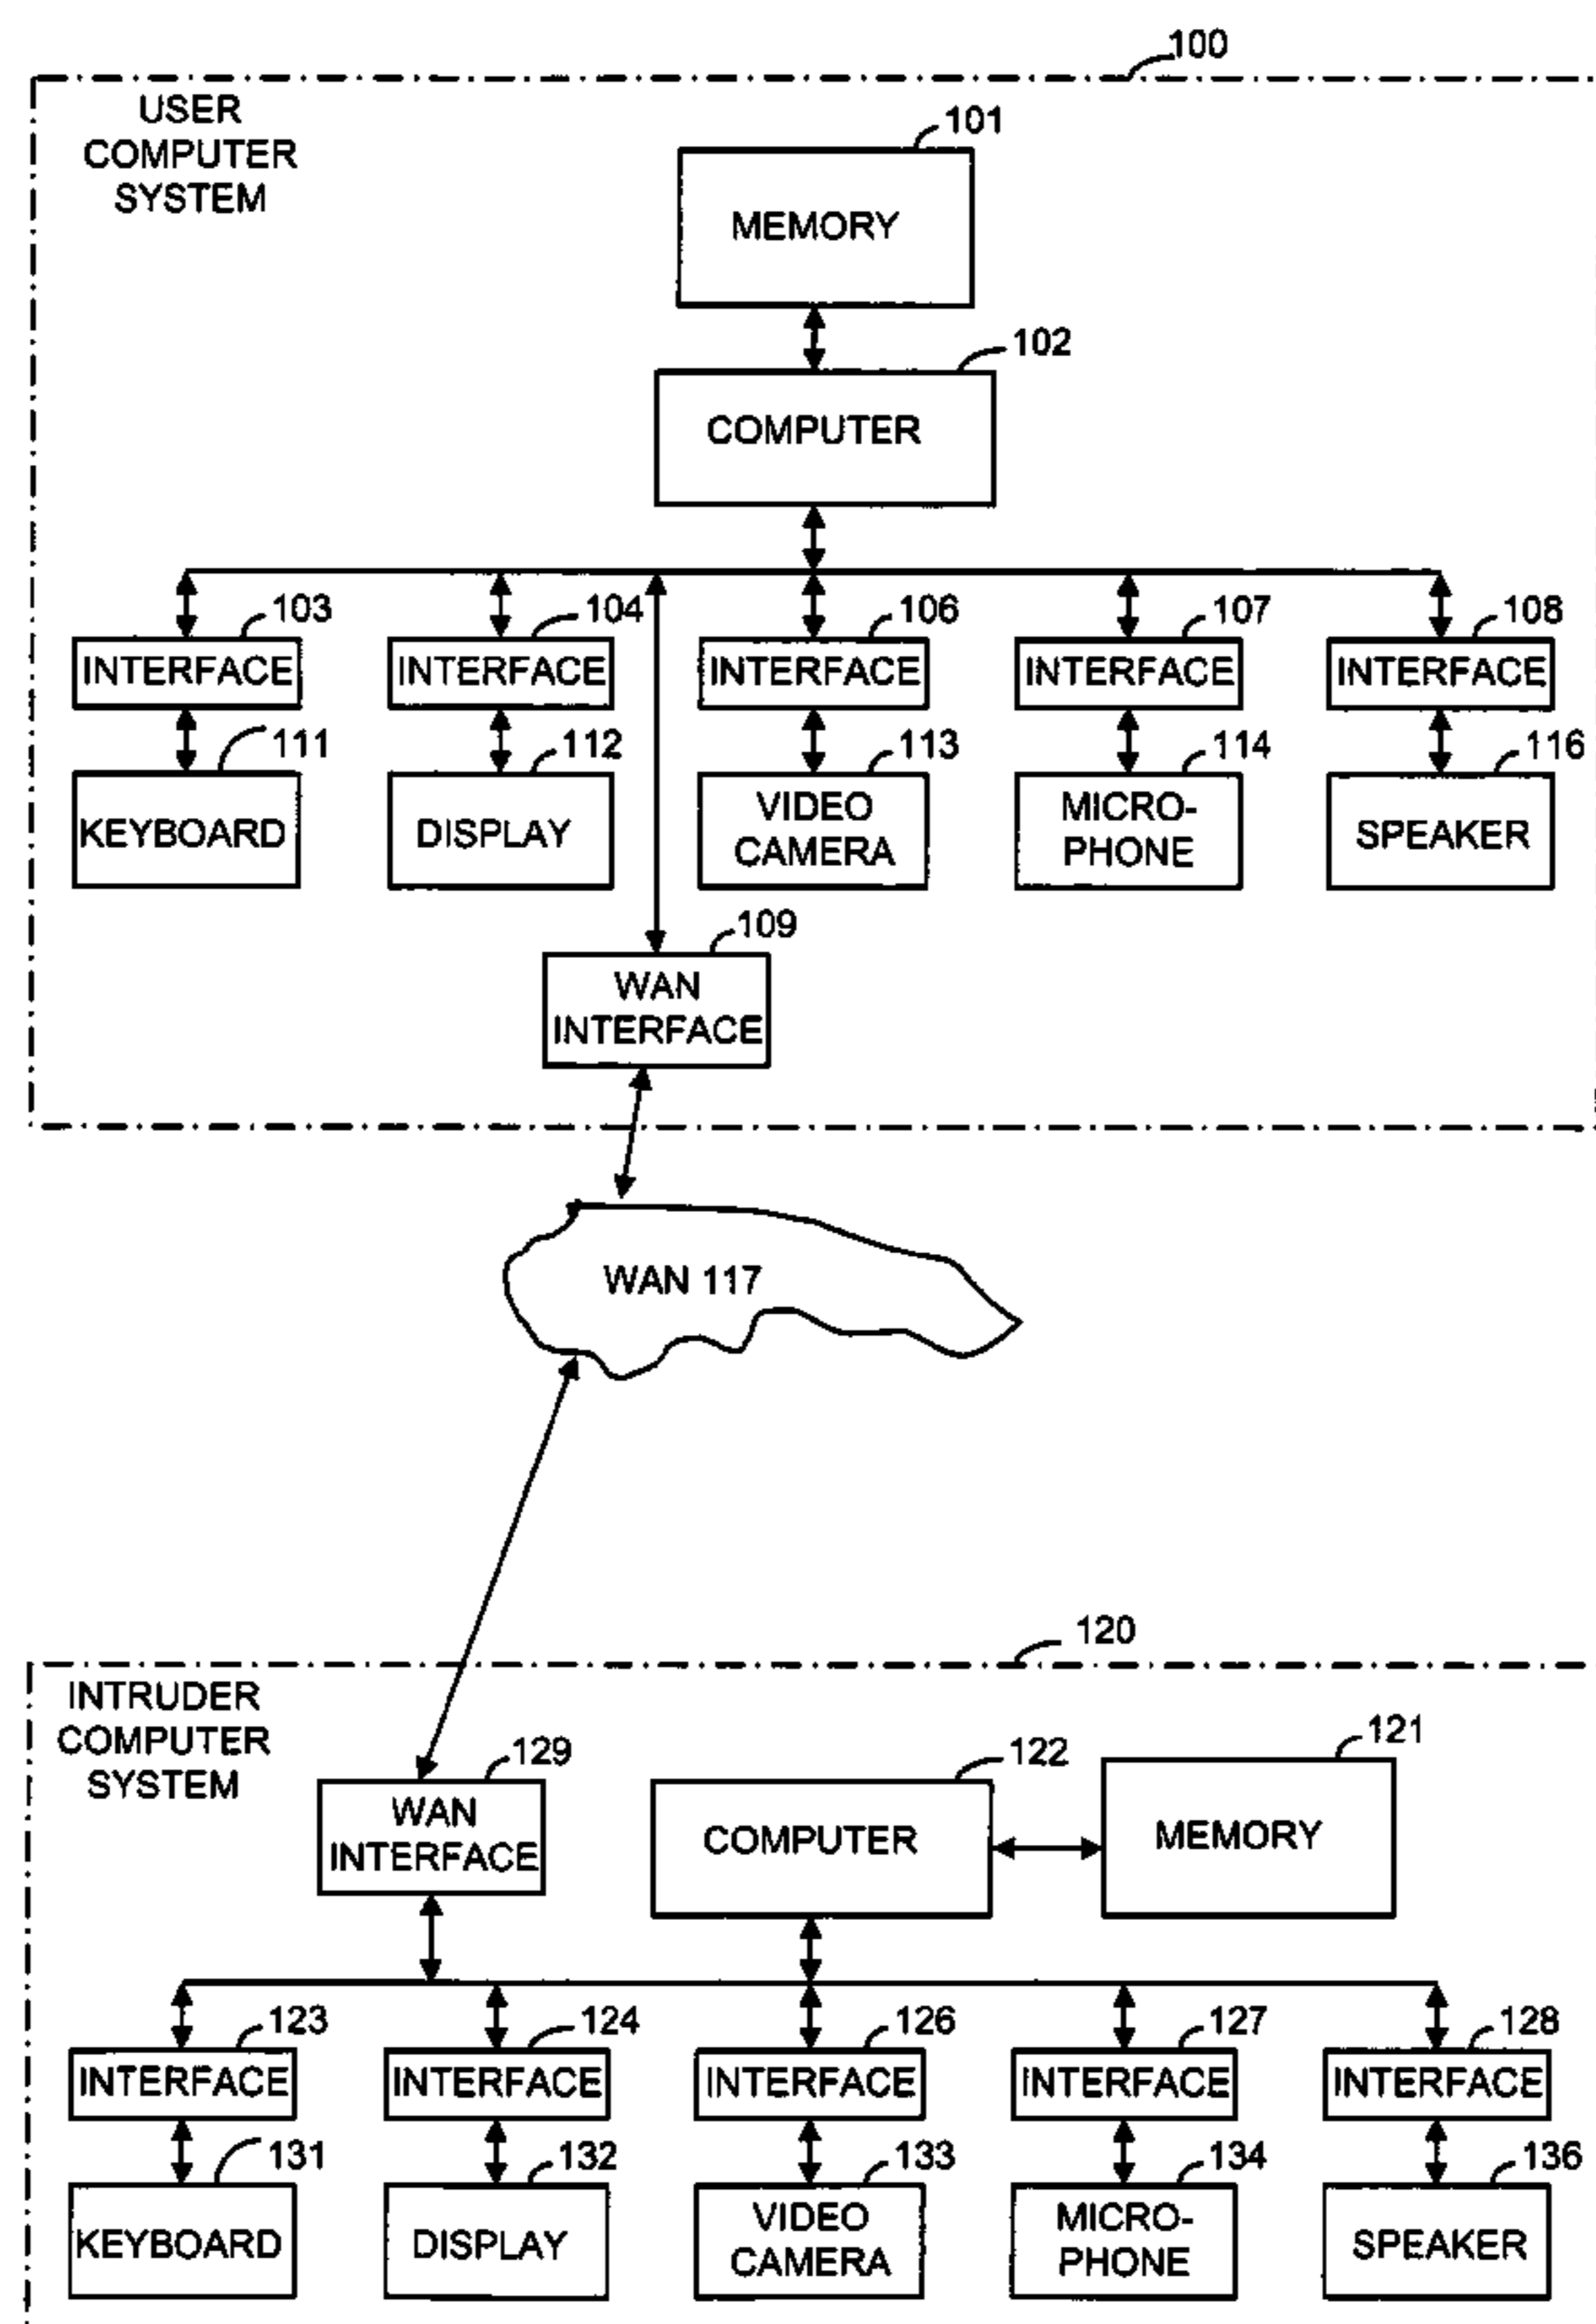 100
USER
COMPUTER
SYSTEM
101
MEMORY
102
COMPUTER
103
104
106
107
108
INTERFACE
INTERFACE
INTERFACE
INTERFACE
INTERFACE
111
112
113
114
116
KEYBOARD
DISPLAY
VIDEO
CAMERA
MICRO-
PHONE
SPEAKER
109
WAN
INTERFACE
WAN 117
120
INTRUDER
COMPUTER
SYSTEM
129
WAN
INTERFACE
122
COMPUTER
121
MEMORY
123
124
126
127
128
INTERFACE
INTERFACE
INTERFACE
INTERFACE
INTERFACE
131
132
133
134
136
KEYBOARD
DISPLAY
VIDEO
CAMERA
MICRO-
PHONE
SPEAKER